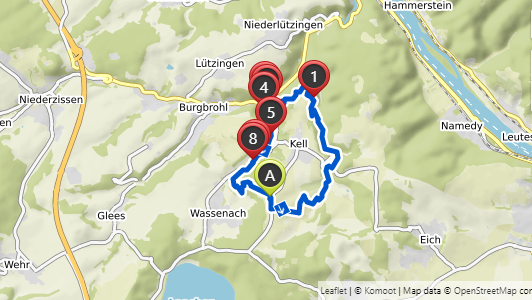 Hammerstein
Niederlützingen
Lützingen
Niederzissen
Burgbrohl
1
4
5
8
A
Namedy
Kell
Wassenach
Glees
Eich
Wehr
Leaflet | © Komoot | Map data © OpenStreetMap con